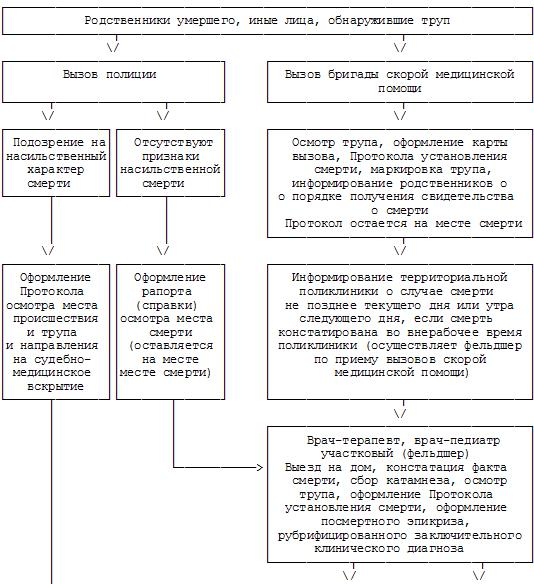 Родственники умершего, иные лица, обнаружившие труп
Вызов полиции
Вызов бригады скорой медицинской
помощи
Подозрение на
насильственный
характер
смерти
Отсутствуют
признаки
насильственной
смерти
Осмотр трупа, оформление карты
вызова, Протокола установления
смерти, маркировка трупа,
информирование родственников о
о порядке получения свидетельства
о смерти
Протокол остается на месте смерти
Оформление
Протокола
осмотра места
происшествия
и трупа
и направления
на судебно-
медицинское
вскрытие
Оформление
рапорта
(справки)
осмотра места
смерти
(оставляется
на месте
месте смерти)
Информирование территориальной
поликлиники о случае смерти
не позднее текущего дня или утра
следующего дня, если смерть
констатирована во внерабочее время
поликлиники (осуществляет фельдшер
по приему вызовов скорой
медицинской помощи)
Врач-терапевт, врач-педиатр
участковый (фельдшер)
Выезд на дом, констатация факта
смерти, сбор катамнеза, осмотр
трупа, оформление Протокола
установления смерти, оформление
посмертного эпикриза,
рубрифицированного заключительного
клинического диагноза